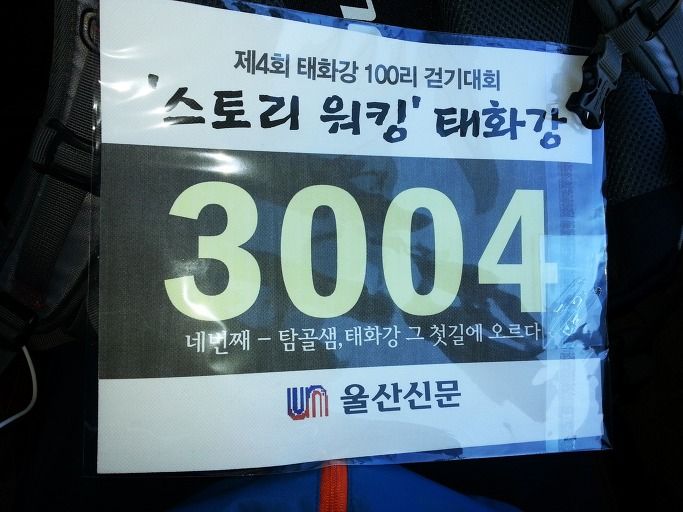 제4회 태화강 100리 걷기대회
'스토리 워킹' 태화강
3004
네번째 - 탐골샘,태화강 그 첫길에 오르다
울산신문